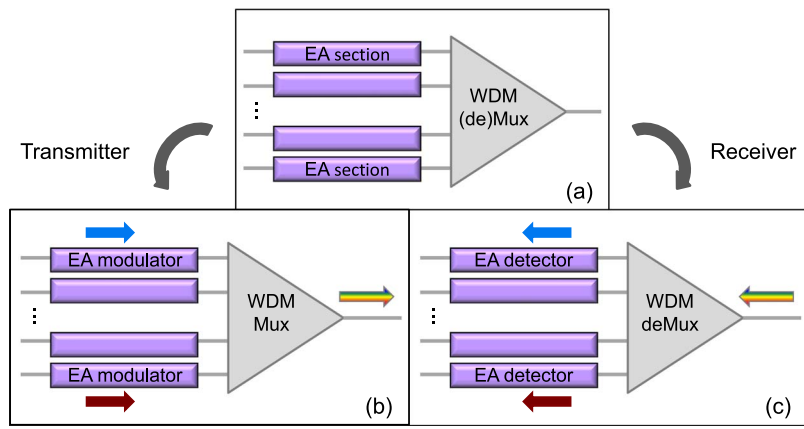 EA section
WDM
(de)Mux
⋮
EA section
(a)
Transmitter
Receiver
EA modulator
WDM
Mux
⋮
EA modulator
(b)
EA detector
WDM
deMux
⋮
EA detector
(c)